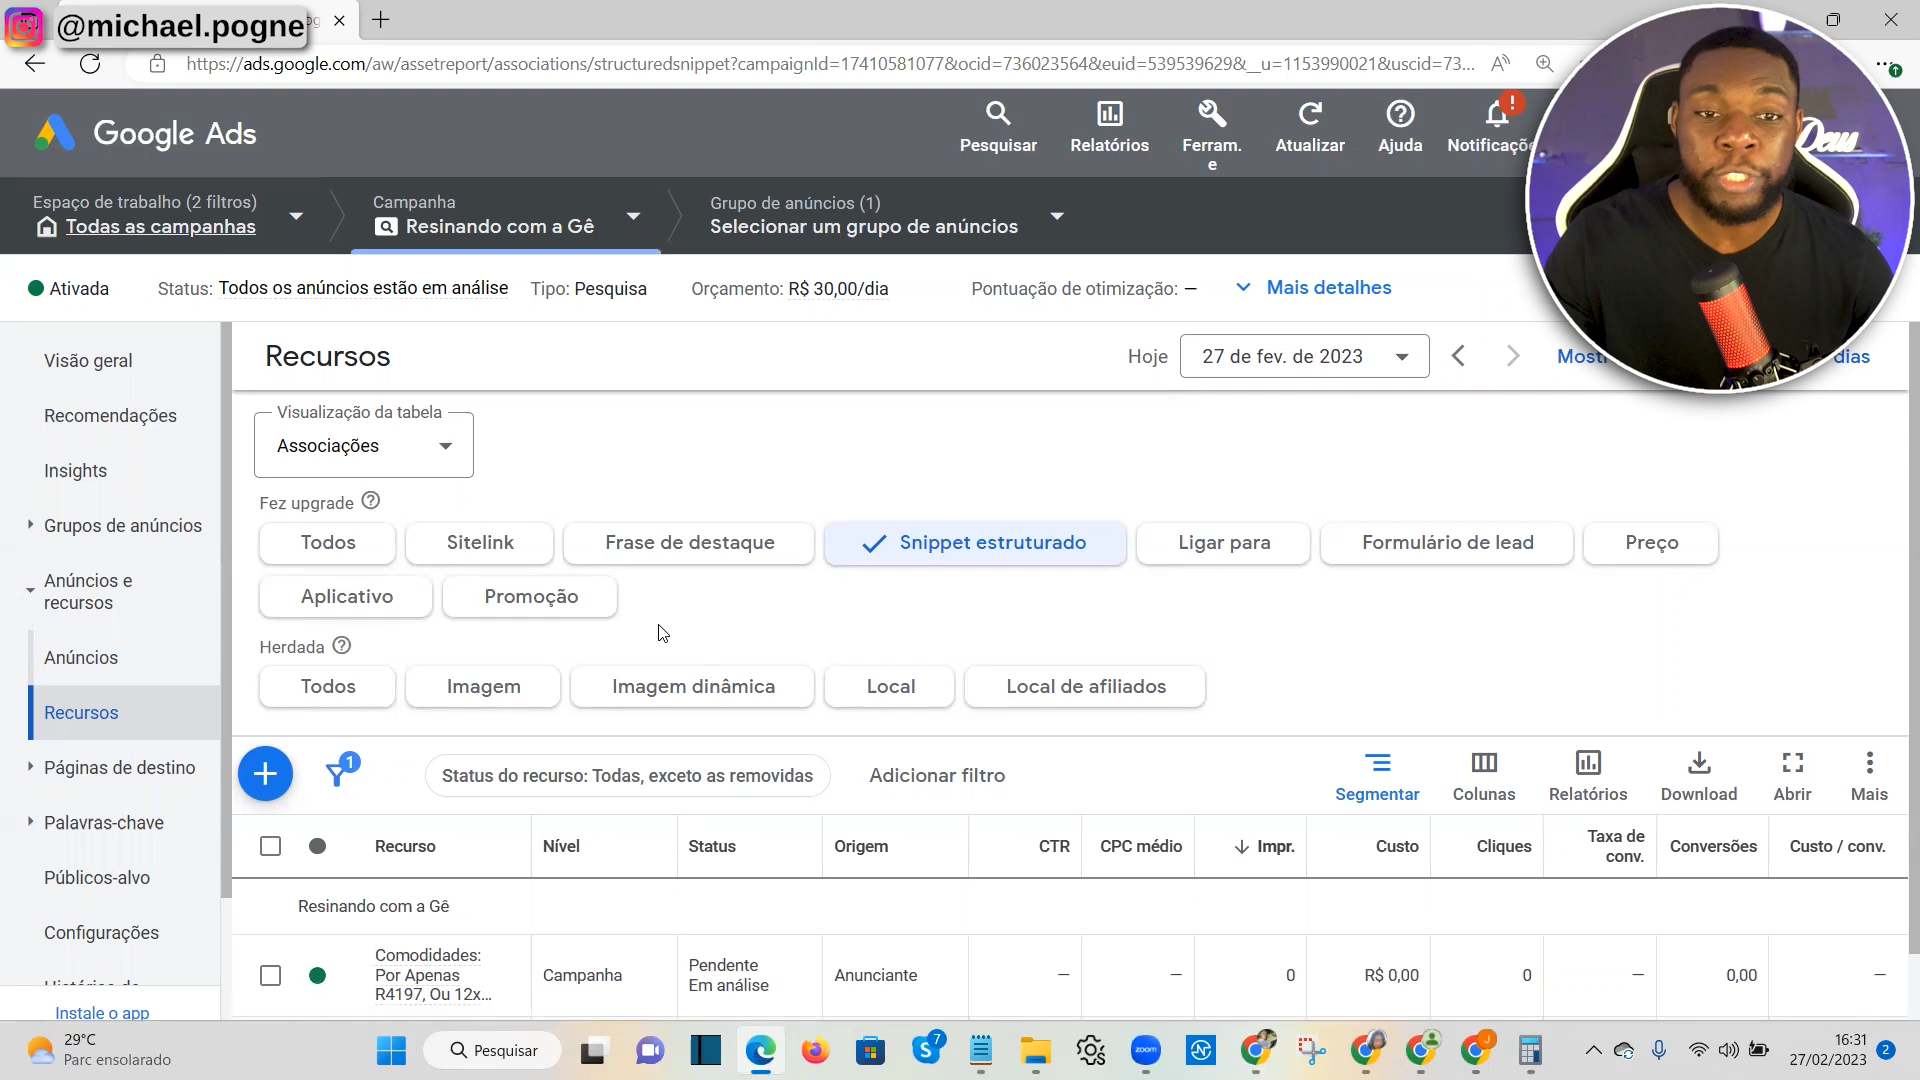 @michael.pogne
https://ads.google.com/aw/assetreport/associations/structuredsnippet?campaignId=17410581077&ocid=736023564&euid=539539629&__u=1153990021&uscid=73...
Google Ads
Pesquisar
Relatórios
Ferram.
e
Atualizar
Ajuda
Notificaçõe
Deus
Espaço de trabalho (2 filtros)
Todas as campanhas
Campanha
Resinando com a Gê
Grupo de anúncios (1)
Selecionar um grupo de anúncios
Ativada
Status: Todos os anúncios estão em análise
Tipo: Pesquisa
Orçamento: R$ 30,00/dia
Pontuação de otimização: –
Mais detalhes
Visão geral
Recomendações
Insights
Grupos de anúncios
Anúncios e
recursos
Anúncios
Recursos
Páginas de destino
Palavras-chave
Públicos-alvo
Configurações
Instale o app
Recursos
Hoje
27 de fev. de 2023
dias
Visualização da tabela
Associações
Fez upgrade
Todos
Sitelink
Frase de destaque
Snippet estruturado
Ligar para
Formulário de lead
Preço
Aplicativo
Promoção
Herdada
Todos
Imagem
Imagem dinâmica
Local
Local de afiliados
1
Status do recurso: Todas, exceto as removidas
Adicionar filtro
Segmentar
Colunas
Relatórios
Download
Abrir
Mais
Recurso
Nível
Status
Origem
CTR
CPC médio
Impr.
Custo
Cliques
Taxa de
conv.
Conversões
Custo / conv.
Resinando com a Gê
Comodidades:
Por Apenas
R4197, Ou 12x...
Campanha
Pendente
Em análise
Anunciante
–
–
0
R$ 0,00
0
–
0,00
–
29°C
Parc ensolarado
Pesquisar
7
zoom
16:31
27/02/2023
2